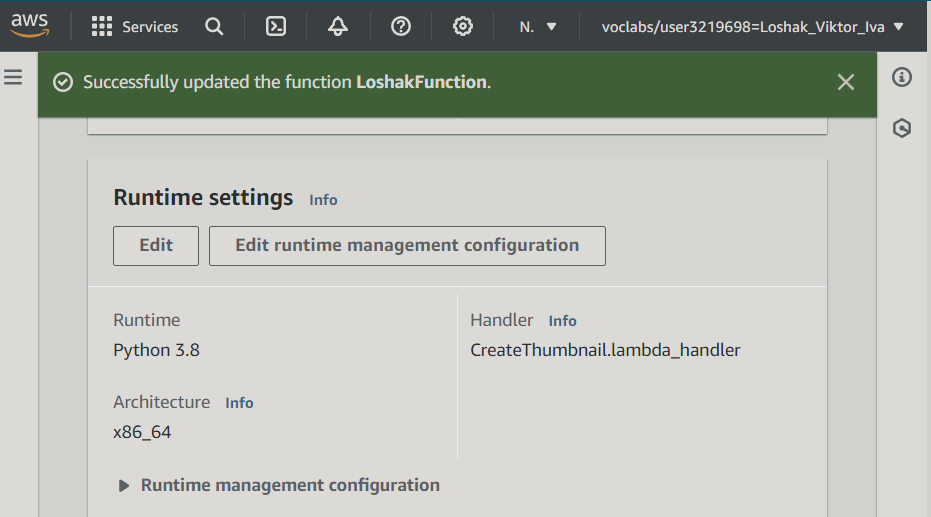 aws Services N. voclabs/user3219698=Loshak_Viktor_Iva
Successfully updated the function LoshakFunction.
Runtime settings Info
Edit Edit runtime management configuration
Runtime
Python 3.8
Handler Info
CreateThumbnail.lambda_handler
Architecture Info
x86_64
Runtime management configuration